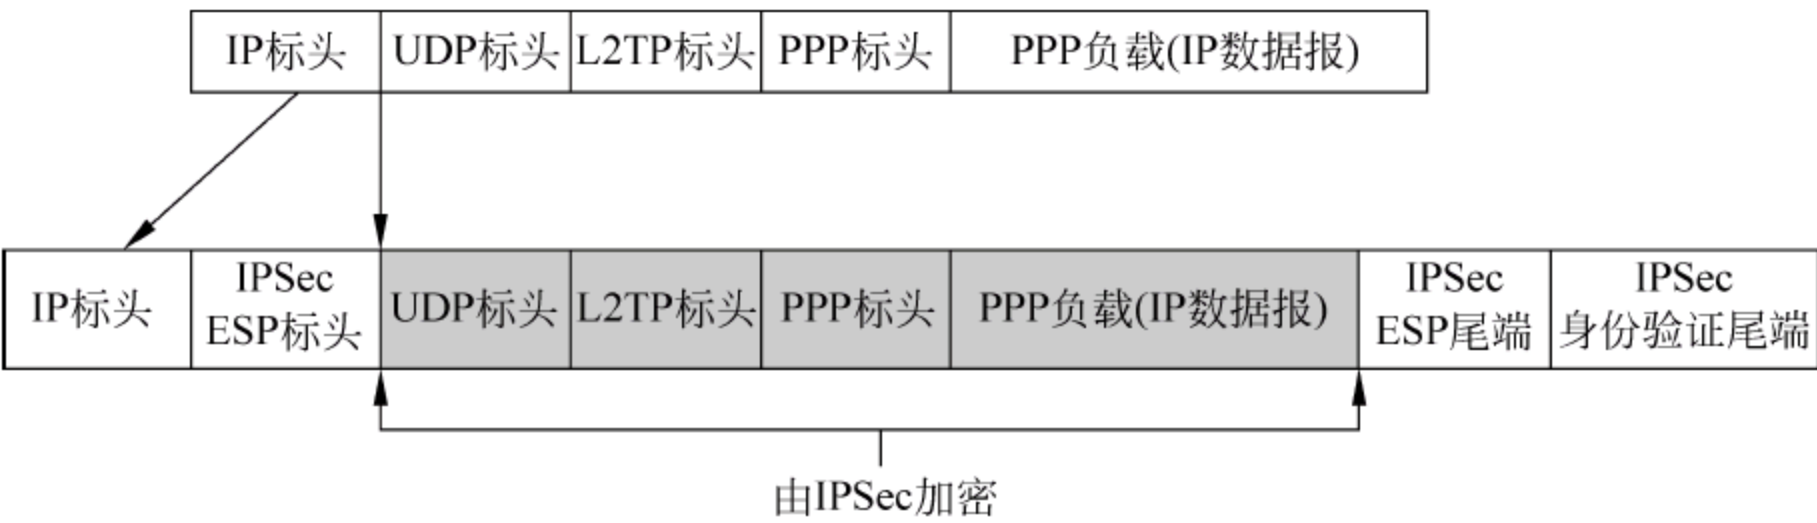 IP标头 UDP标头 L2TP标头 PPP标头 PPP负载(IP数据报)
IP标头
IPSec
ESP标头
UDP标头 L2TP标头 PPP标头 PPP负载(IP数据报)
IPSec
ESP尾端
IPSec
身份验证尾端
由IPSec加密